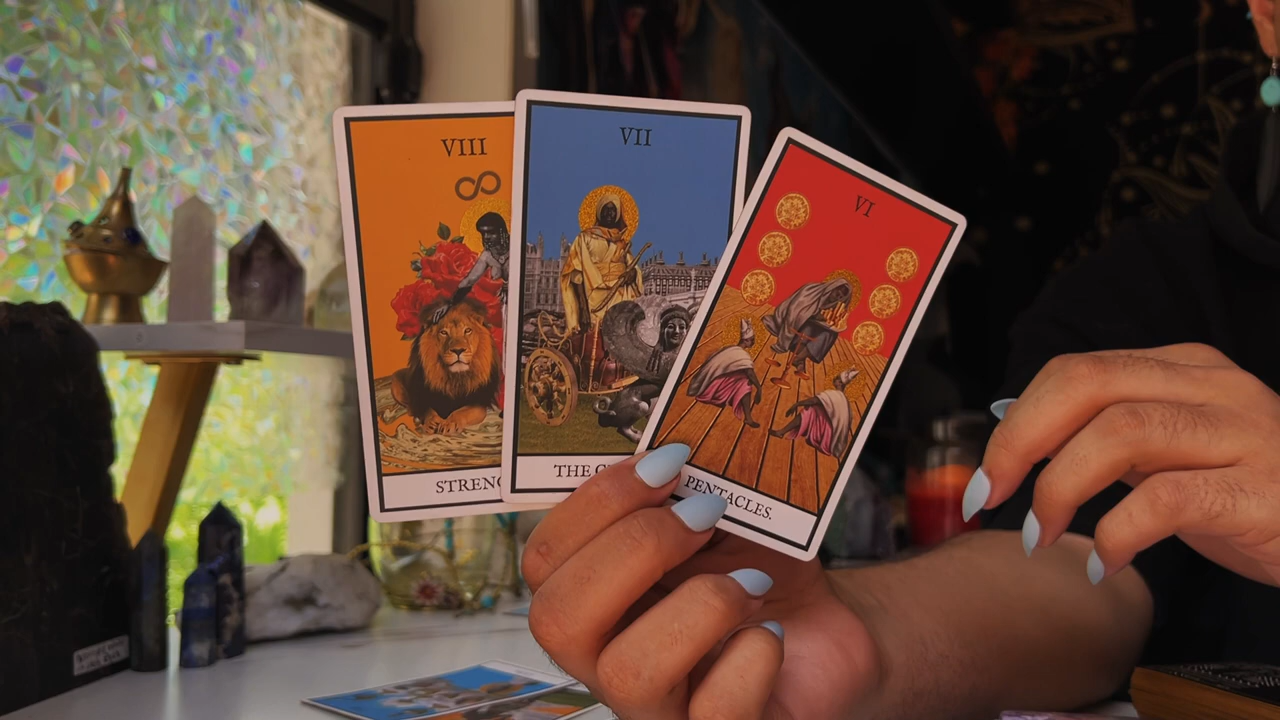 VIII
STRENG
VII
THE C
VI
PENTACLES.